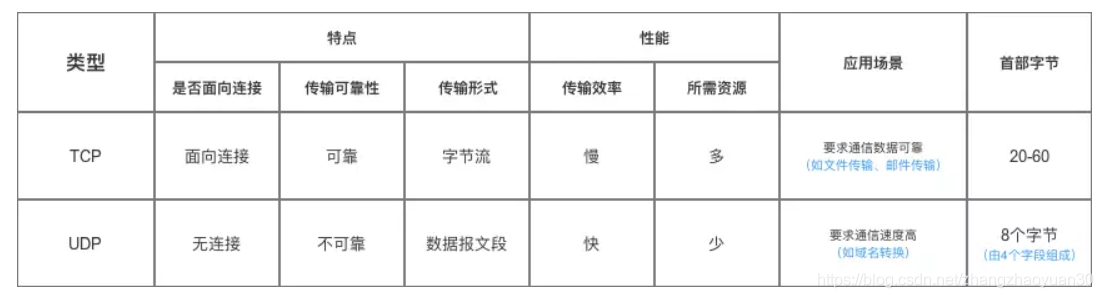 类型
特点
性能
应用场景
首部字节
是否面向连接
传输可靠性
传输形式
传输效率
所需资源
TCP
面向连接
可靠
字节流
慢
多
要求通信数据可靠
（如文件传输、邮件传输）
20-60
UDP
无连接
不可靠
数据报文段
快
少
要求通信速度高
（如域名转换）
8个字节
（由4个字段组成）
https://blog.csdn.net/zhangzhaoyuan30